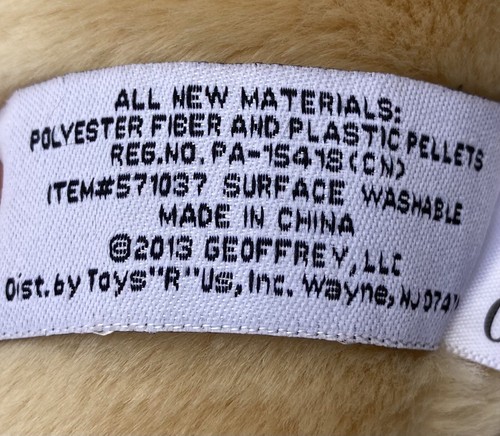 ALL NEW MATERIALS:
POLYESTER FIBER AND PLASTIC PELLETS
REG.NO. PA-15418(CN)
ITEM#571037 SURFACE WASHABLE
MADE IN CHINA
©2013 GEOFFREY, LLC
Dist. by Toys"R"Us, Inc. Wayne, NJ 074